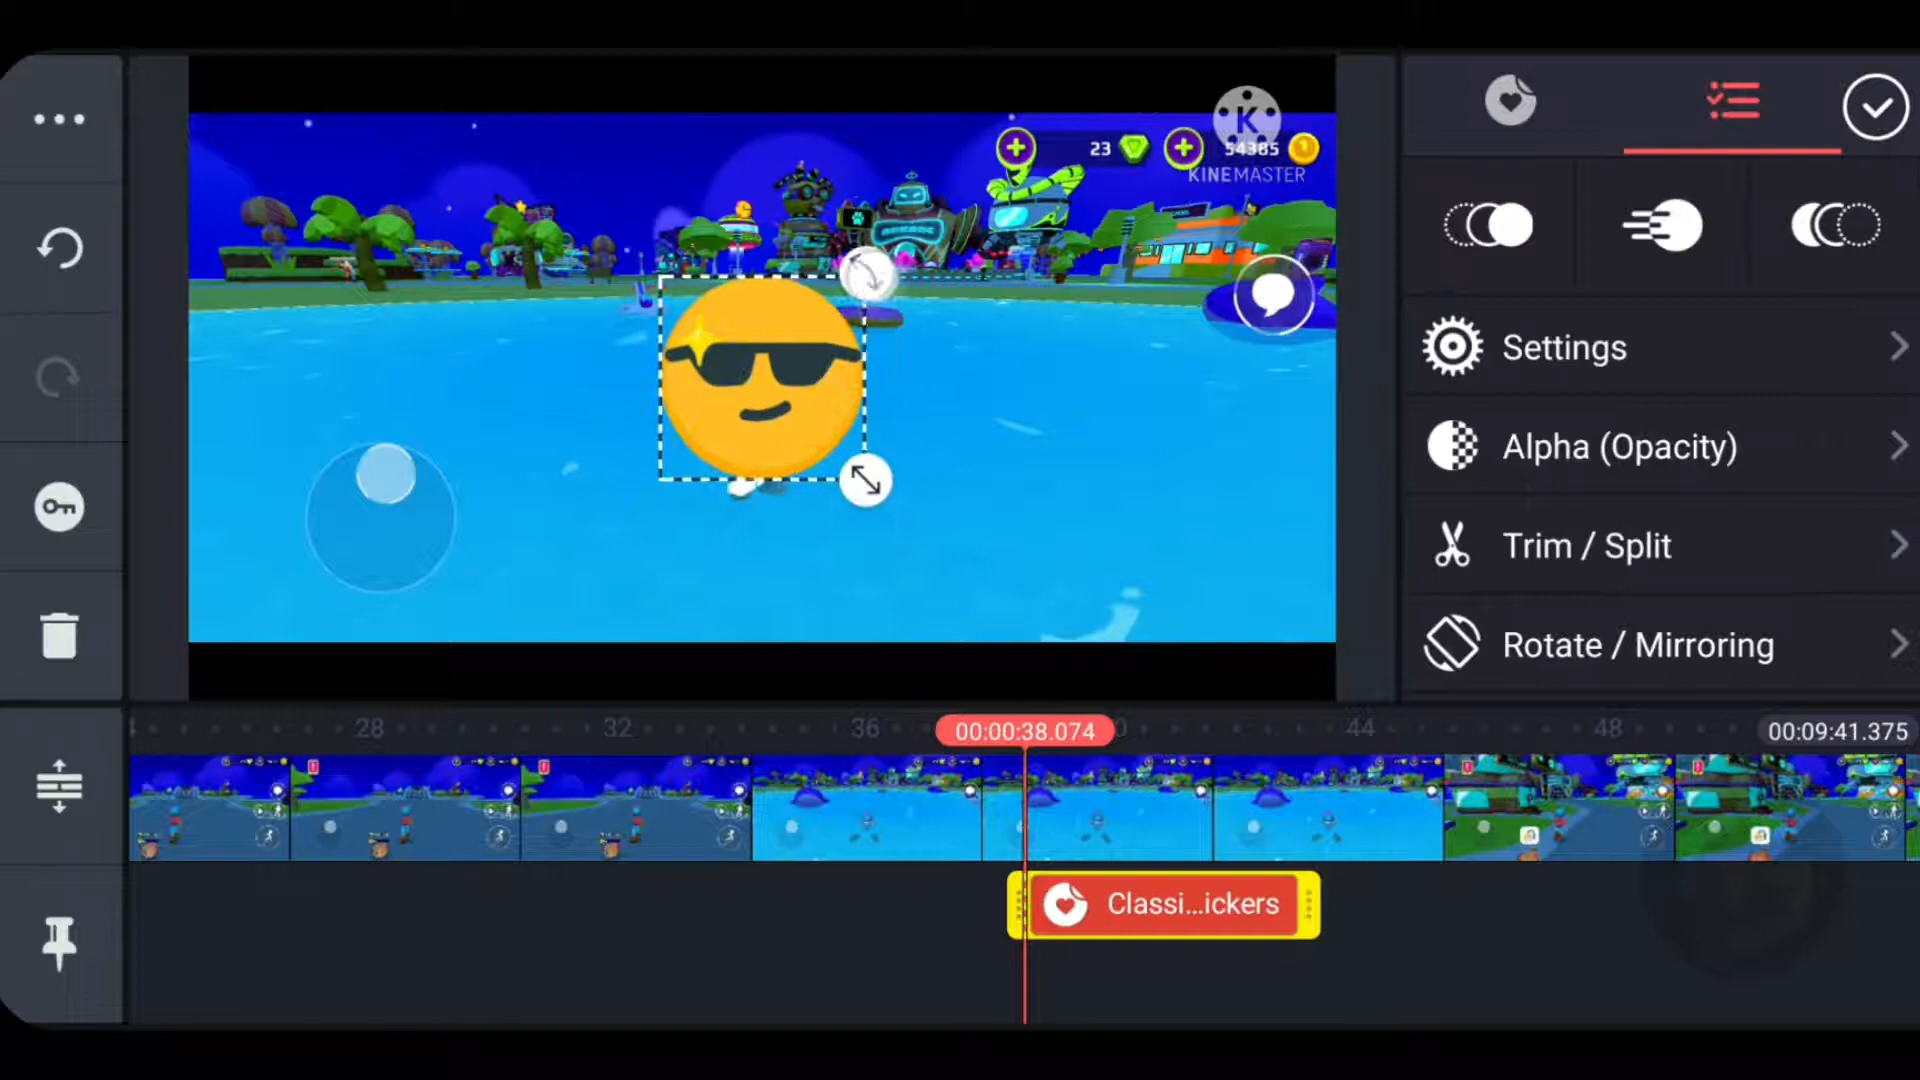 23
54385
KINEMASTER
Settings
Alpha (Opacity)
Trim / Split
Rotate / Mirroring
28
32
36
00:00:38.074
44
48
00:09:41.375
Classi...ickers